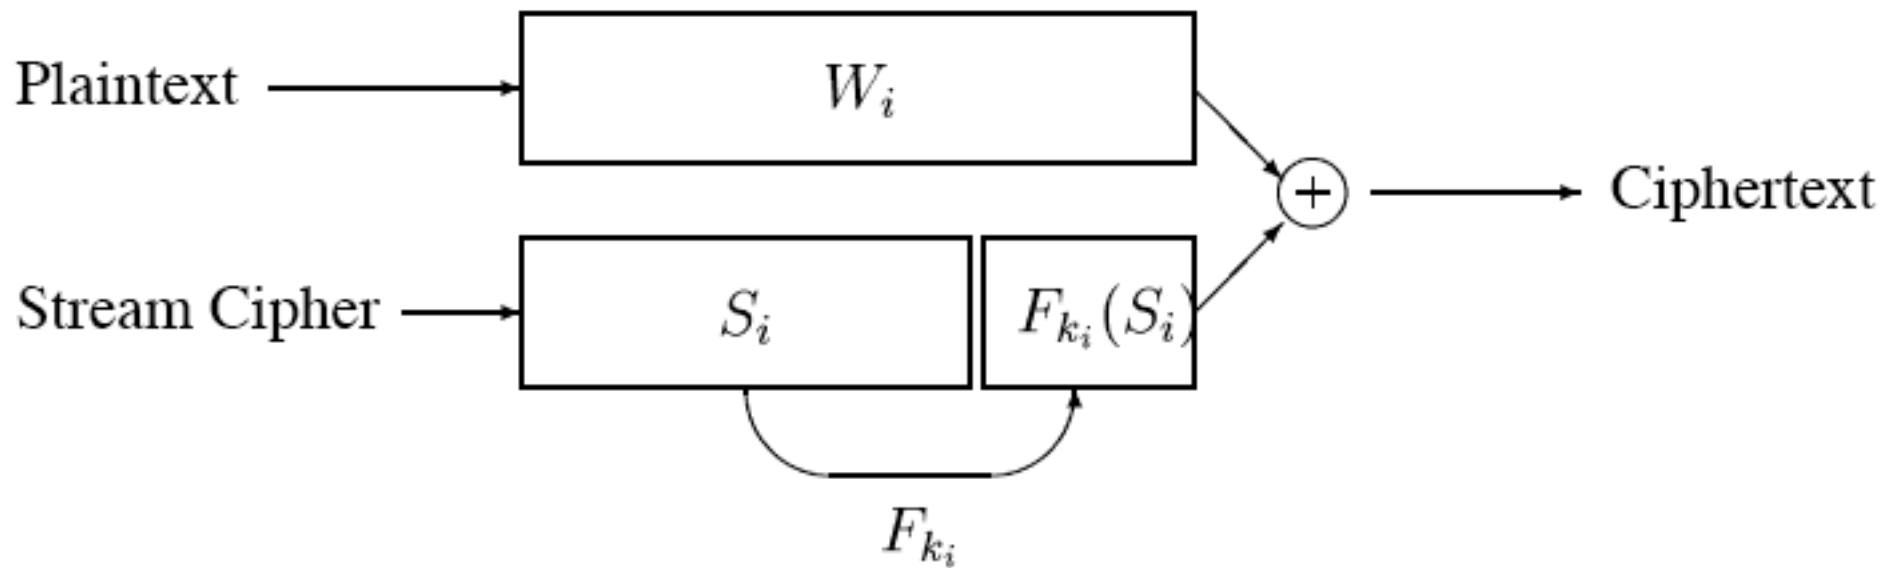 Plaintext
W_i
Ciphertext
Stream Cipher
S_i
F_{k_i}(S_i)
F_{k_i}